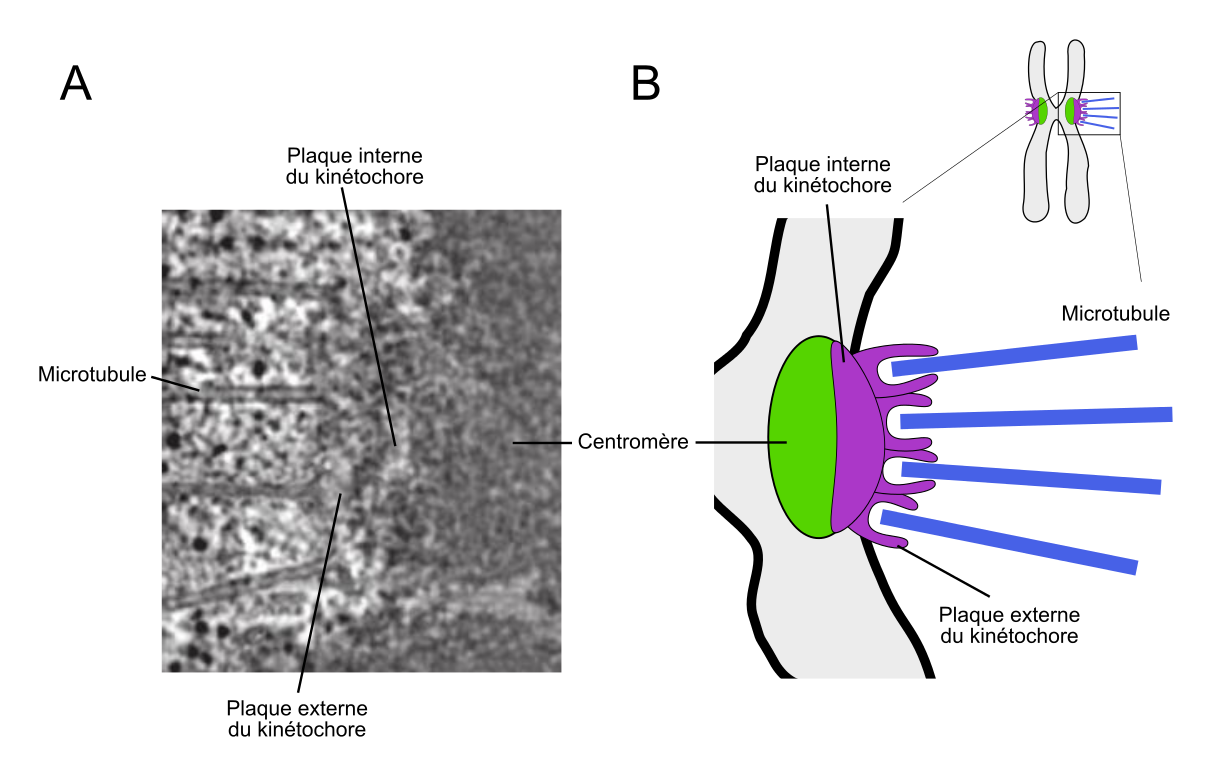 A
Plaque interne
du kinétochore
Microtubule
Plaque externe
du kinétochore
Centromère
B
Plaque interne
du kinétochore
Microtubule
Plaque externe
du kinétochore